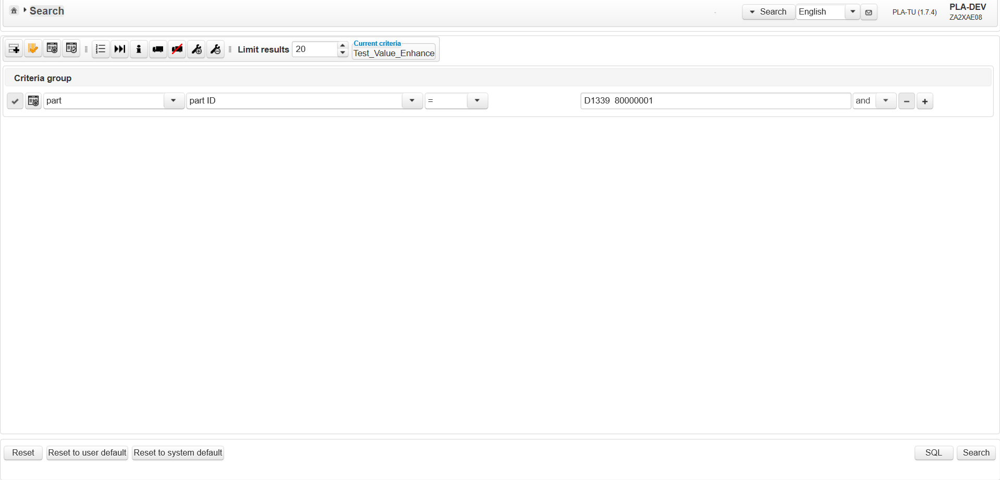 Search
Search
English
PLA-TU (1.7.4)
PLA-DEV
ZA2XAE08
Limit results
20
Current criteria
Test_Value_Enhance
Criteria group
part
part ID
=
D1339  80000001
and
Reset
Reset to user default
Reset to system default
SQL
Search